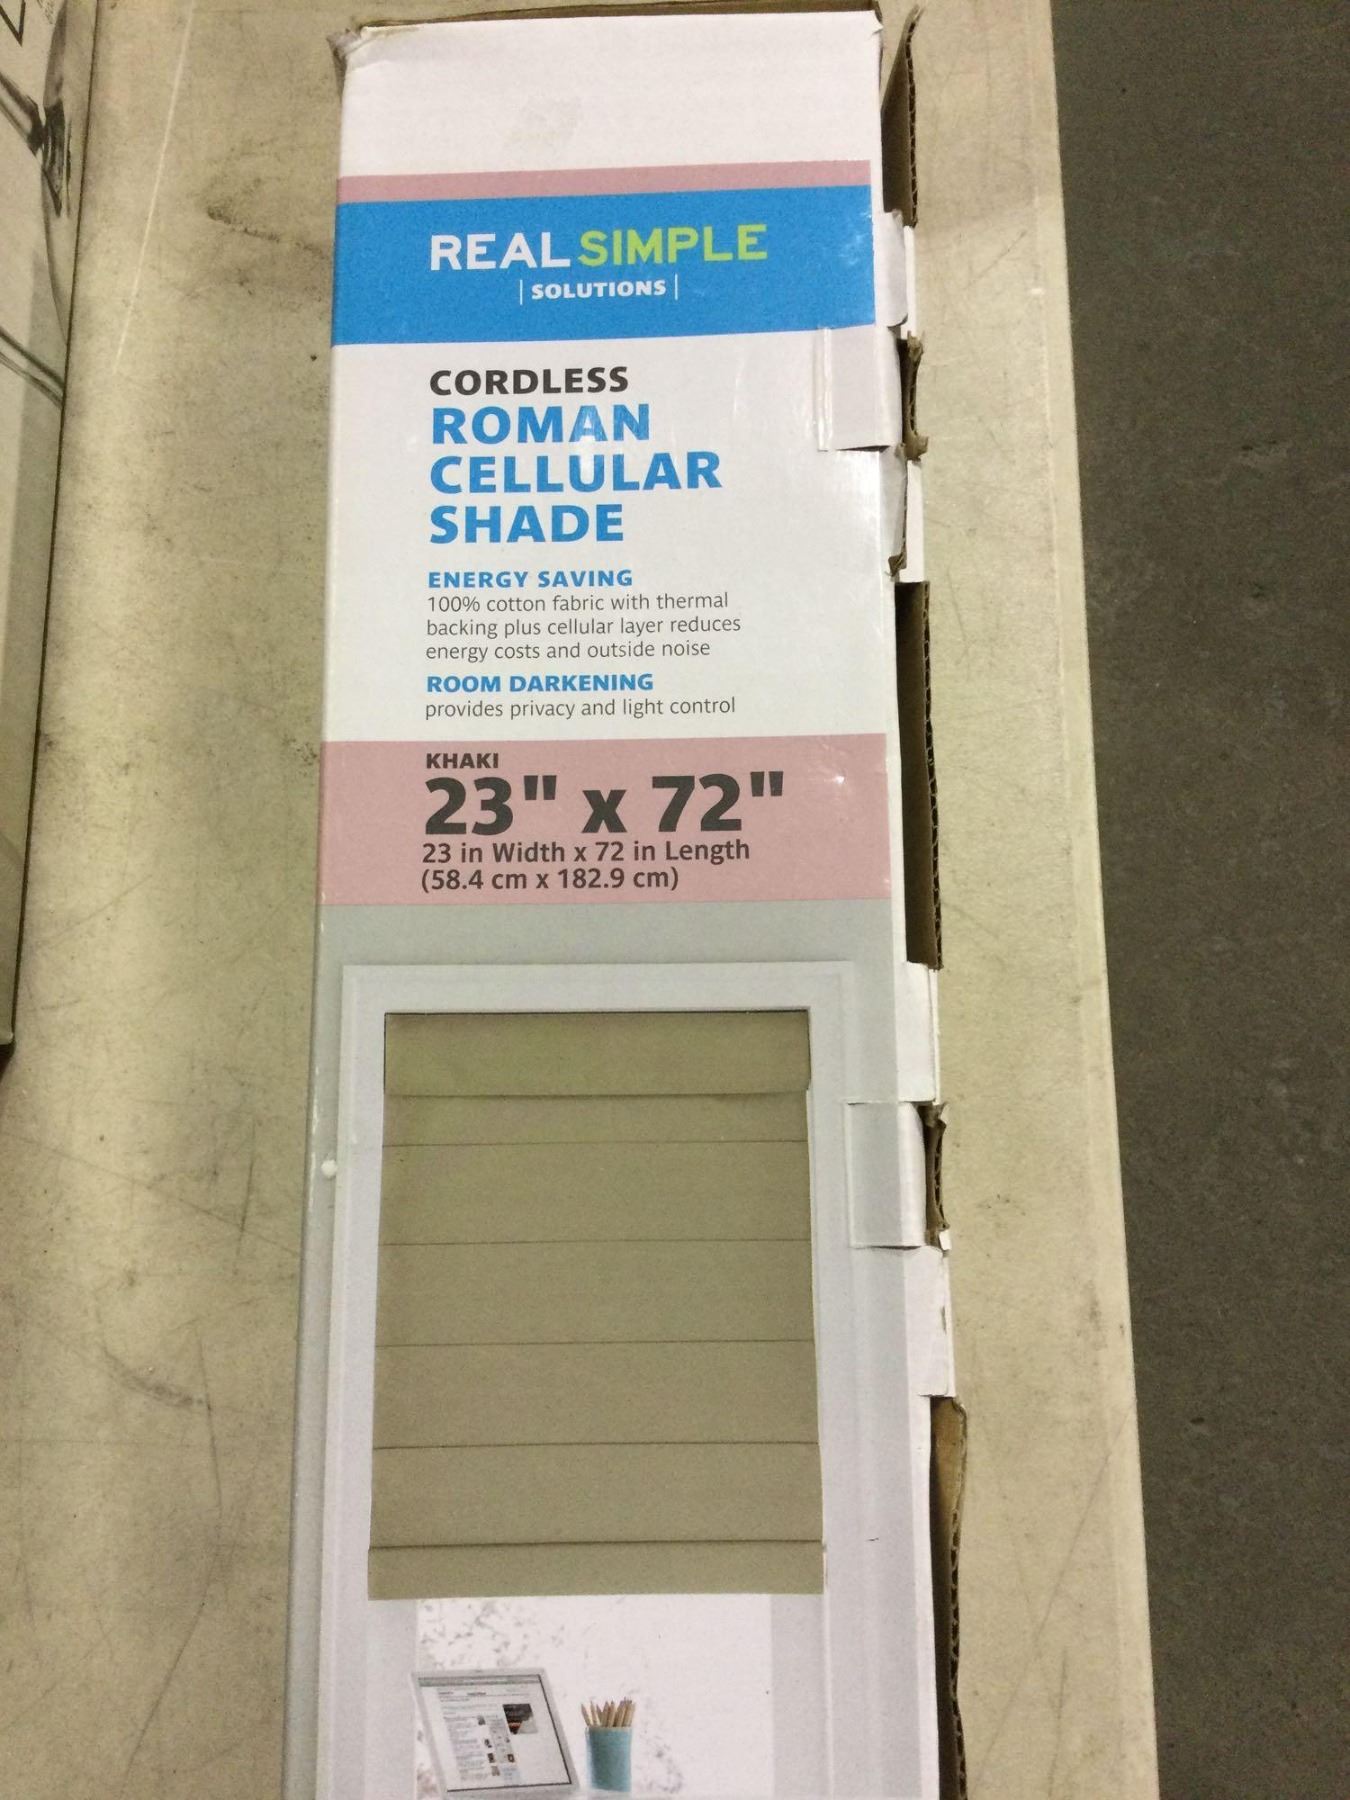 REAL SIMPLE
| SOLUTIONS |
CORDLESS
ROMAN
CELLULAR
SHADE
ENERGY SAVING
100% cotton fabric with thermal
backing plus cellular layer reduces
energy costs and outside noise
ROOM DARKENING
provides privacy and light control
KHAKI
23" x 72"
23 in Width x 72 in Length
(58.4 cm x 182.9 cm)